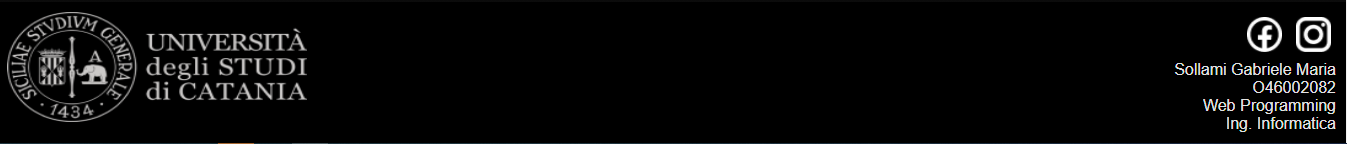 SICILIAE STVDIVM GENERALE
· 1434 ·
A
UNIVERSITÀ
degli STUDI
di CATANIA
Sollami Gabriele Maria
O46002082
Web Programming
Ing. Informatica